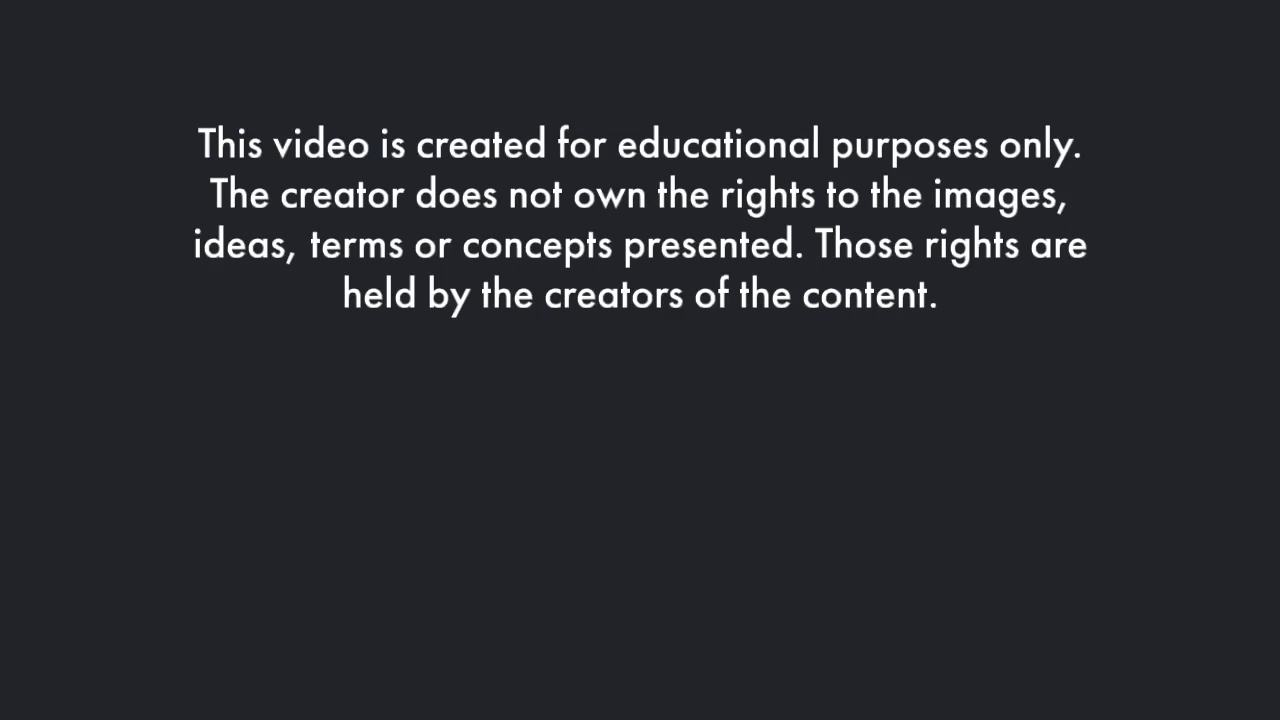 This video is created for educational purposes only.
The creator does not own the rights to the images,
ideas, terms or concepts presented. Those rights are
held by the creators of the content.